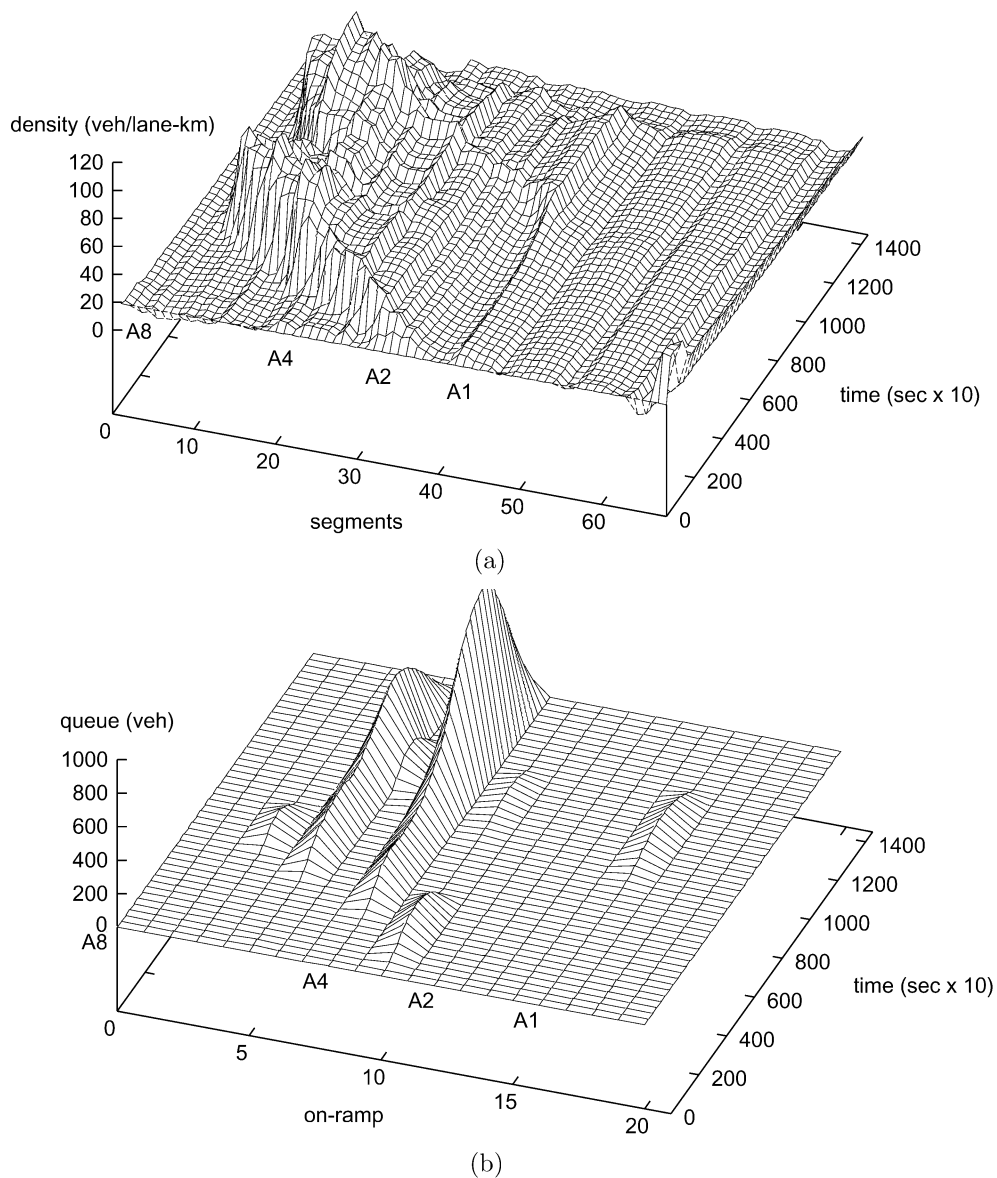 density (veh/lane-km)
120
100
80
60
40
20
0
A8
A4
A2
A1
0
10
20
30
40
50
60
segments
0
200
400
600
800
1000
1200
1400
time (sec x 10)
(a)
queue (veh)
1000
800
600
400
200
0
A8
A4
A2
A1
0
5
10
15
20
on-ramp
0
200
400
600
800
1000
1200
1400
time (sec x 10)
(b)